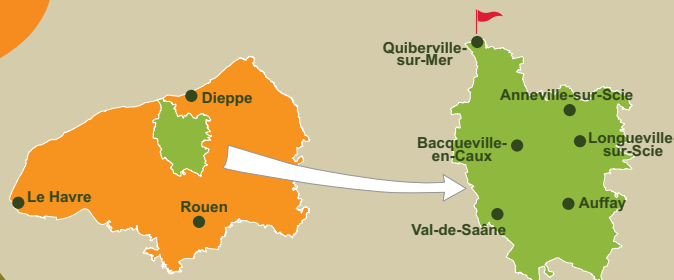 Quiberville-
sur-Mer
Dieppe
Anneville-sur-Scie
Bacqueville-
en-Caux
Longueville
sur-Scie
Le Havre
Rouen
Auffay
Val-de-Saâne